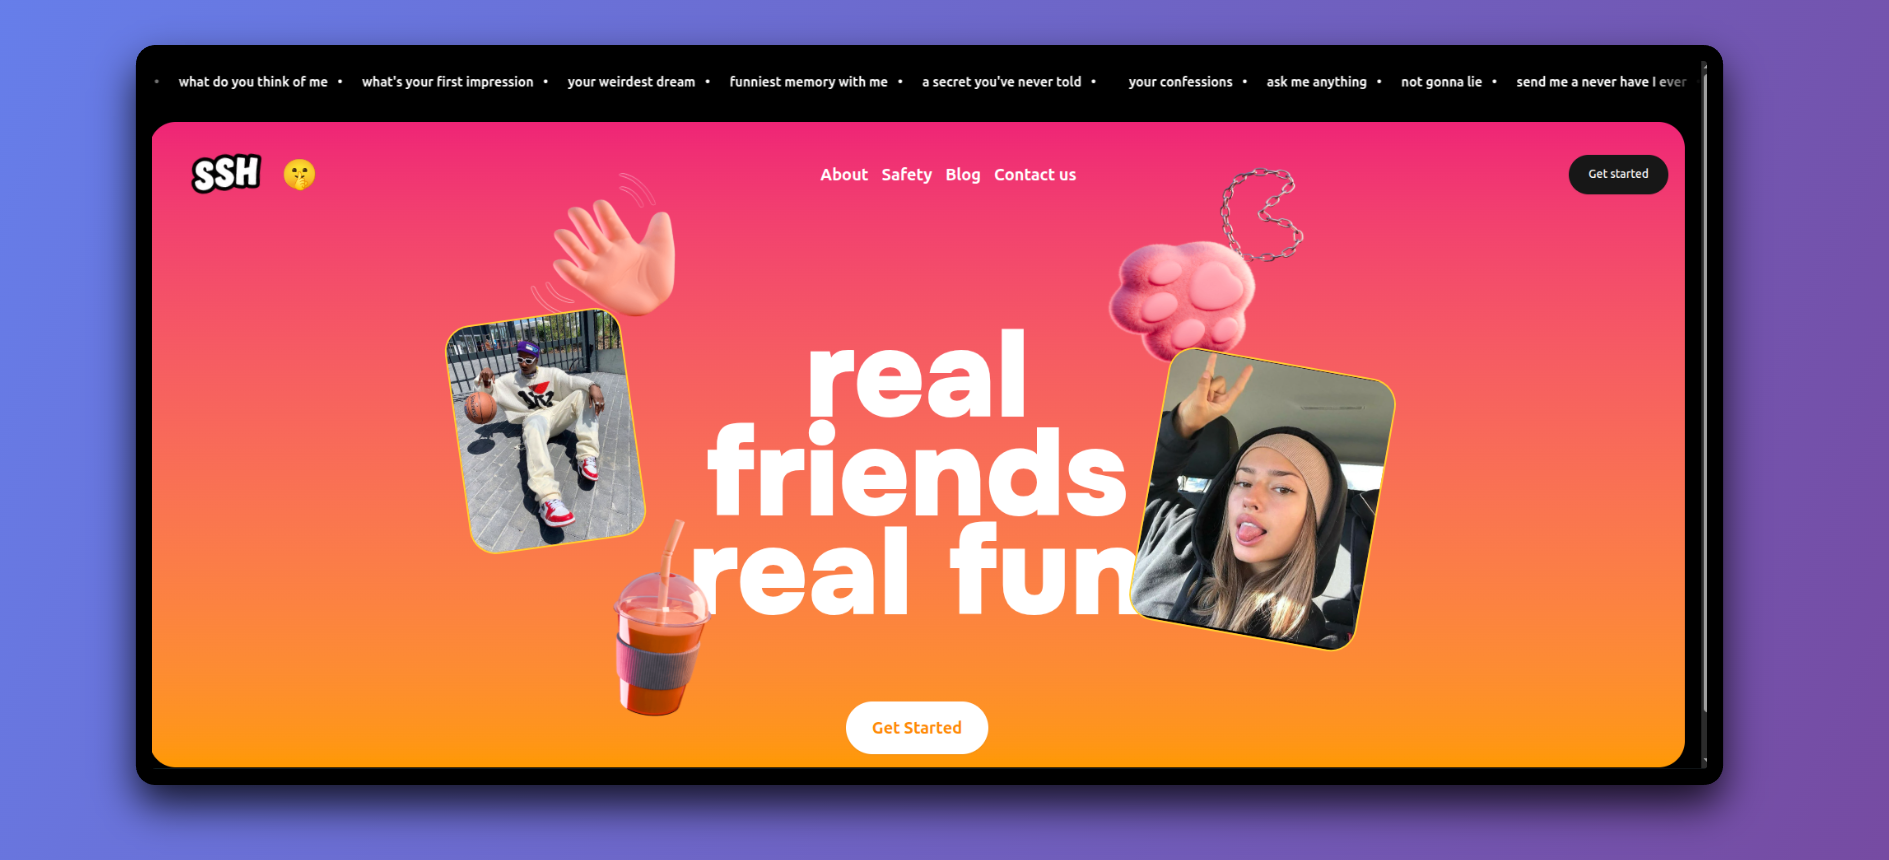 • what do you think of me • what's your first impression • your weirdest dream • funniest memory with me • a secret you've never told • your confessions • ask me anything • not gonna lie • send me a never have I ever
SSH About Safety Blog Contact us Get started
real
friends
real fun
Get Started